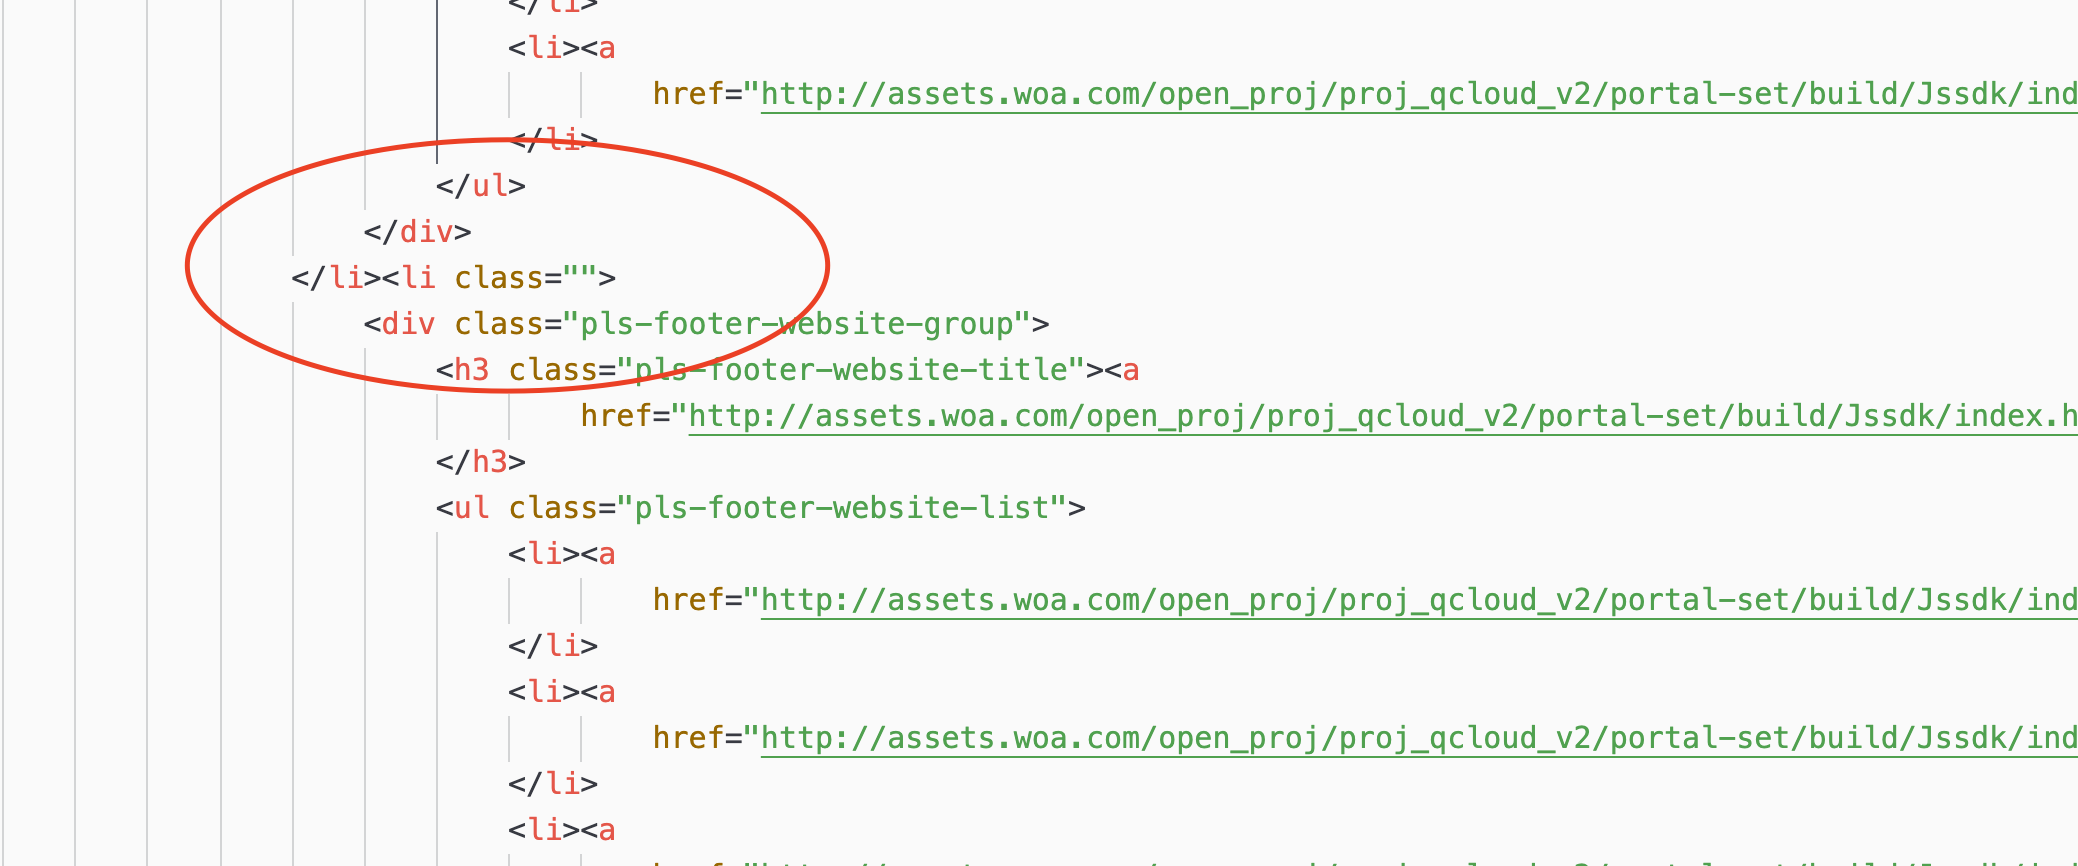 </li>
<li><a
href="http://assets.woa.com/open_proj/proj_qcloud_v2/portal-set/build/Jssdk/ind
</li>
</ul>
</div>
</li><li class="">
<div class="pls-footer-website-group">
<h3 class="pls-footer-website-title"><a
href="http://assets.woa.com/open_proj/proj_qcloud_v2/portal-set/build/Jssdk/index.h
</h3>
<ul class="pls-footer-website-list">
<li><a
href="http://assets.woa.com/open_proj/proj_qcloud_v2/portal-set/build/Jssdk/ind
</li>
<li><a
href="http://assets.woa.com/open_proj/proj_qcloud_v2/portal-set/build/Jssdk/ind
</li>
<li><a